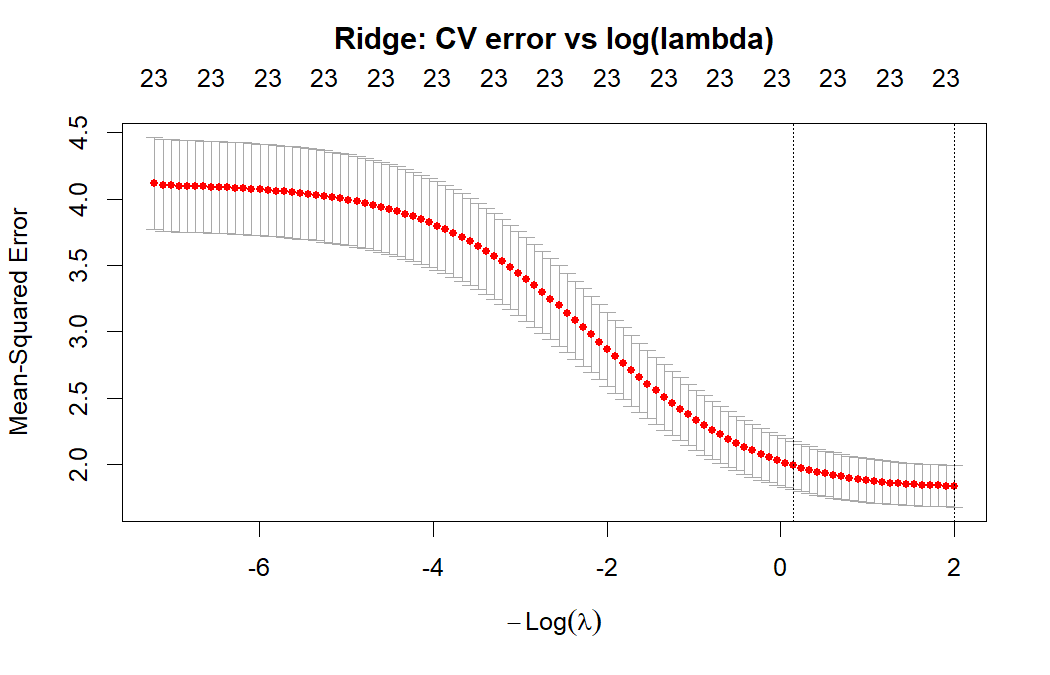 Ridge: CV error vs log(lambda)
23 23 23 23 23 23 23 23 23 23 23 23 23 23 23
4.5
4.0
3.5
3.0
2.5
2.0
Mean-Squared Error
-6 -4 -2 0 2
−Log(λ)